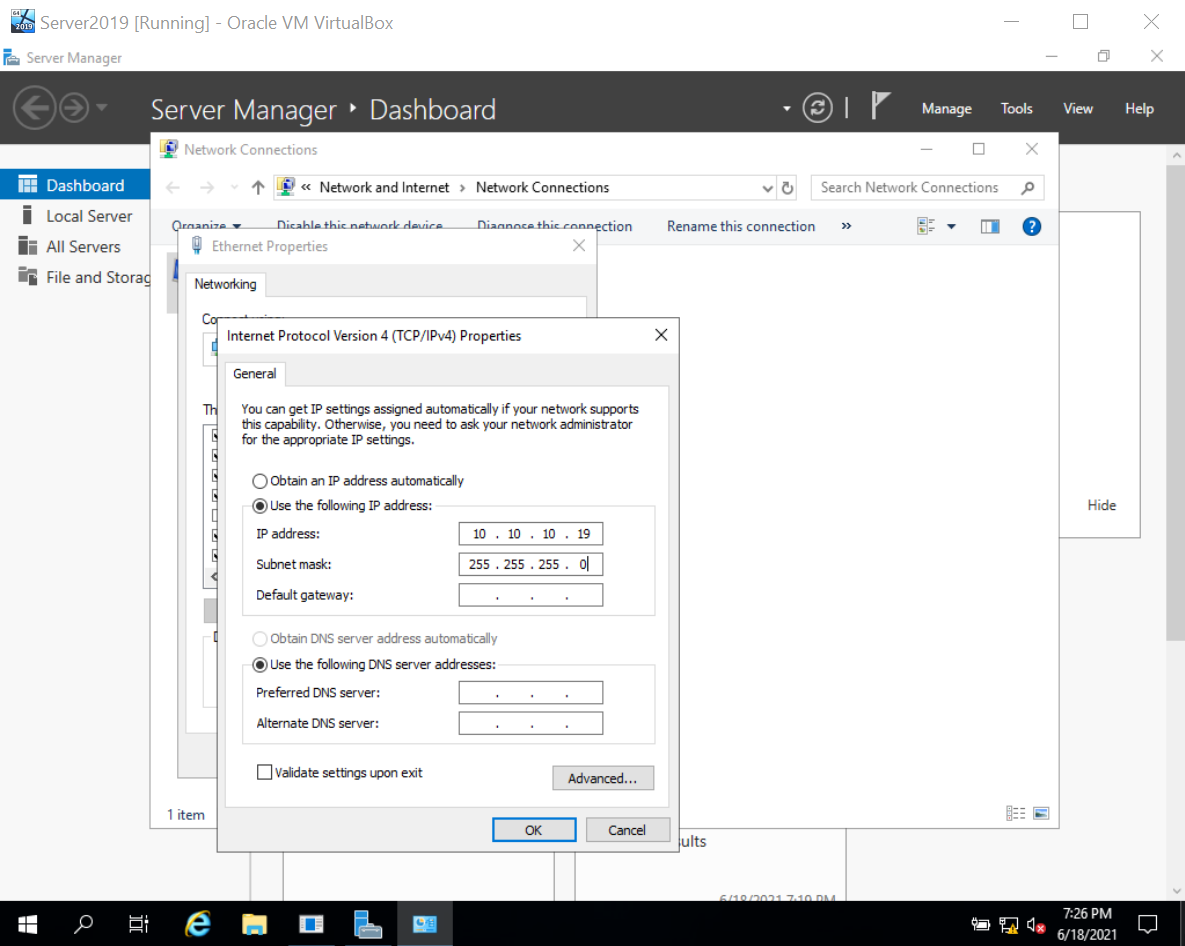 Server2019 [Running] - Oracle VM VirtualBox
Server Manager
Server Manager ‣ Dashboard
Manage Tools View Help
Network Connections
« Network and Internet › Network Connections
Search Network Connections
Dashboard
Local Server
All Servers
File and Storag
Organize Disable this network device Diagnose this connection Rename this connection »
Ethernet Properties
Networking
Connect using:
Internet Protocol Version 4 (TCP/IPv4) Properties
General
You can get IP settings assigned automatically if your network supports
this capability. Otherwise, you need to ask your network administrator
for the appropriate IP settings.
Th
Obtain an IP address automatically
Use the following IP address:
IP address: 10 . 10 . 10 . 19
Subnet mask: 255 . 255 . 255 . 0
Default gateway: . . .
Obtain DNS server address automatically
Use the following DNS server addresses:
Preferred DNS server: . . .
Alternate DNS server: . . .
Validate settings upon exit
Advanced...
OK Cancel
Hide
1 item
sults
6/18/2021 7:19 PM
7:26 PM
6/18/2021